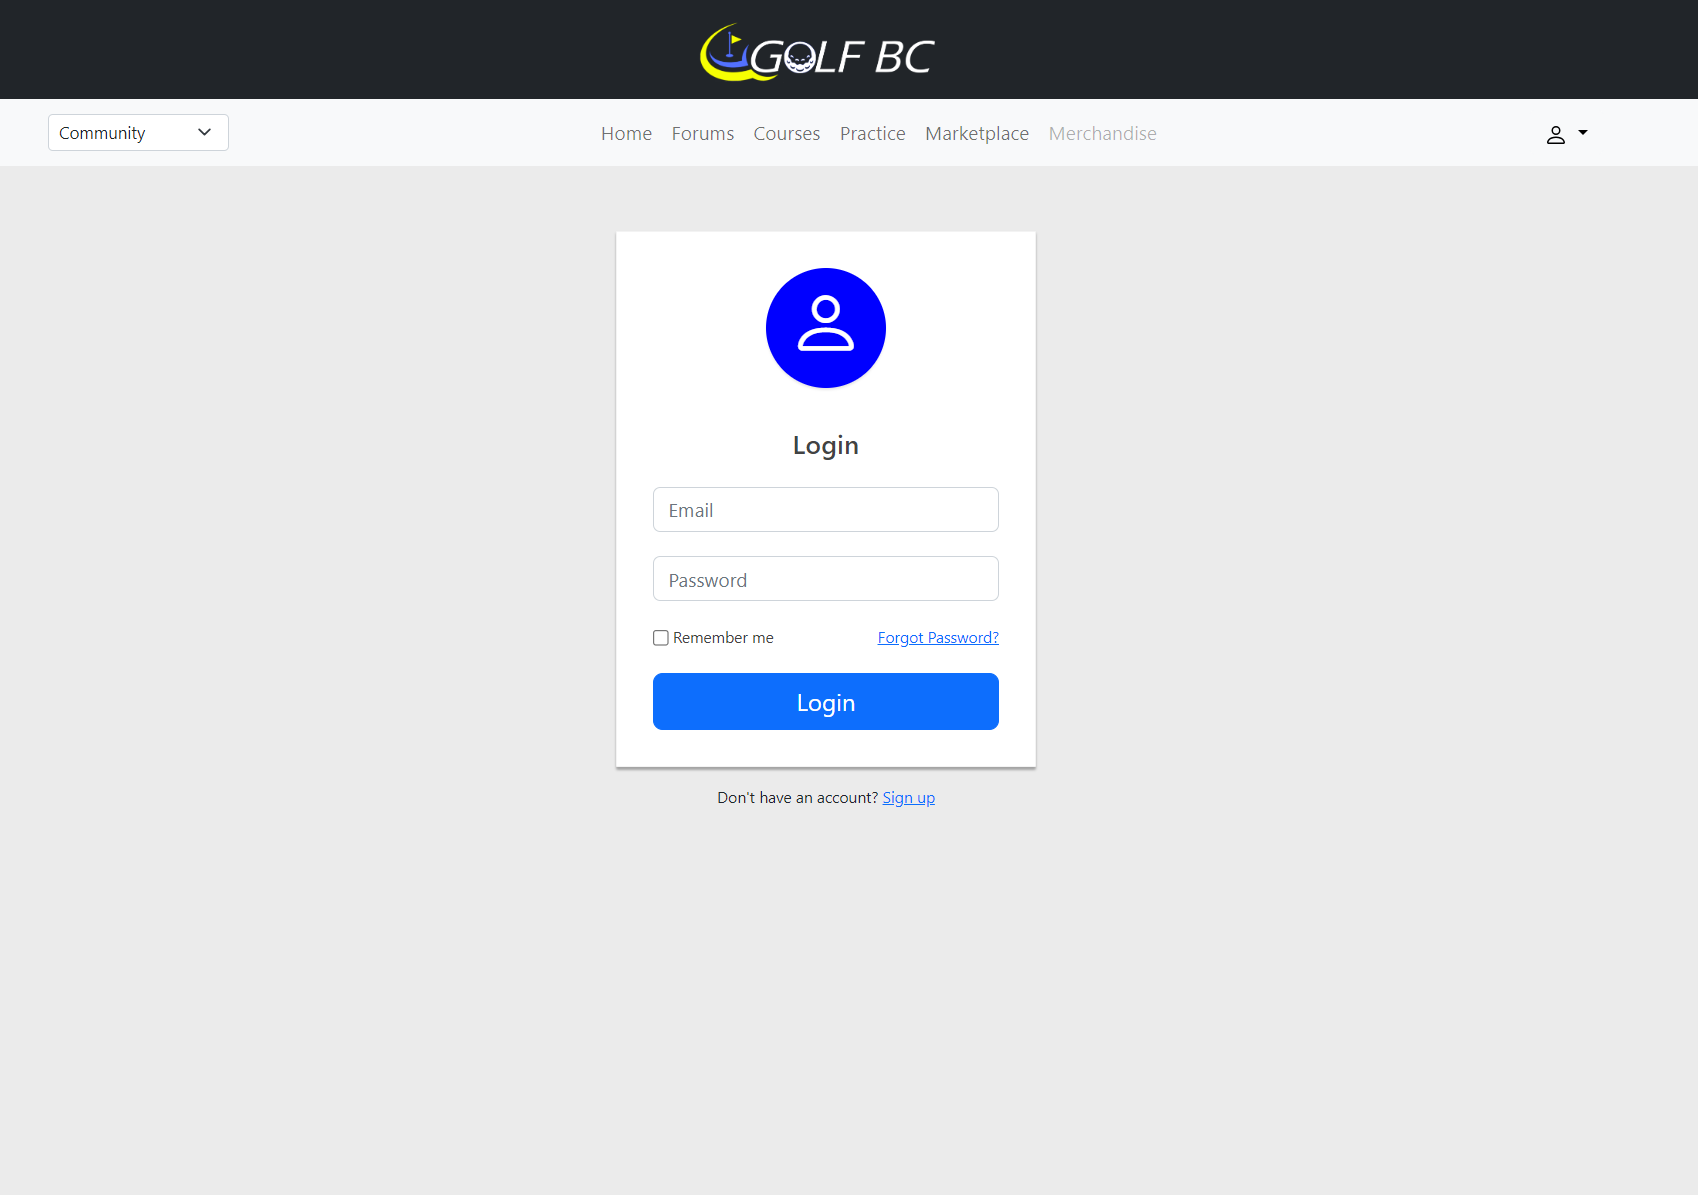 GOLF BC
Community
Home Forums Courses Practice Marketplace Merchandise
Login
Email
Password
Remember me Forgot Password?
Login
Don't have an account? Sign up